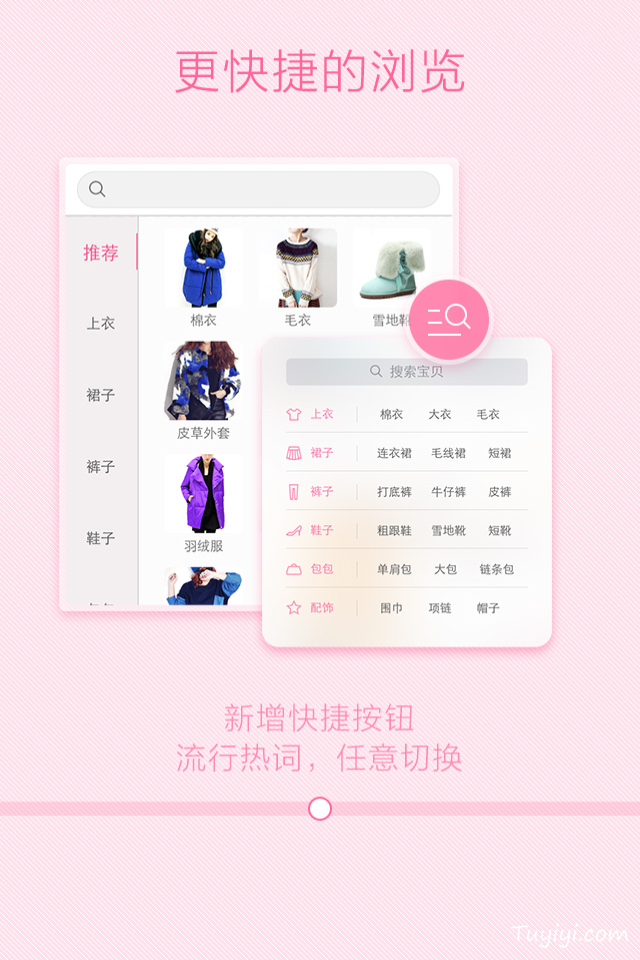 更快捷的浏览
推荐
上衣
裙子
裤子
鞋子
棉衣 毛衣 雪地靴
皮草外套
羽绒服
搜索宝贝
上衣 棉衣 大衣 毛衣
裙子 连衣裙 毛线裙 短裙
裤子 打底裤 牛仔裤 皮裤
鞋子 粗跟鞋 雪地靴 短靴
包包 单肩包 大包 链条包
配饰 围巾 项链 帽子
新增快捷按钮
流行热词，任意切换
Tuyiyi.com